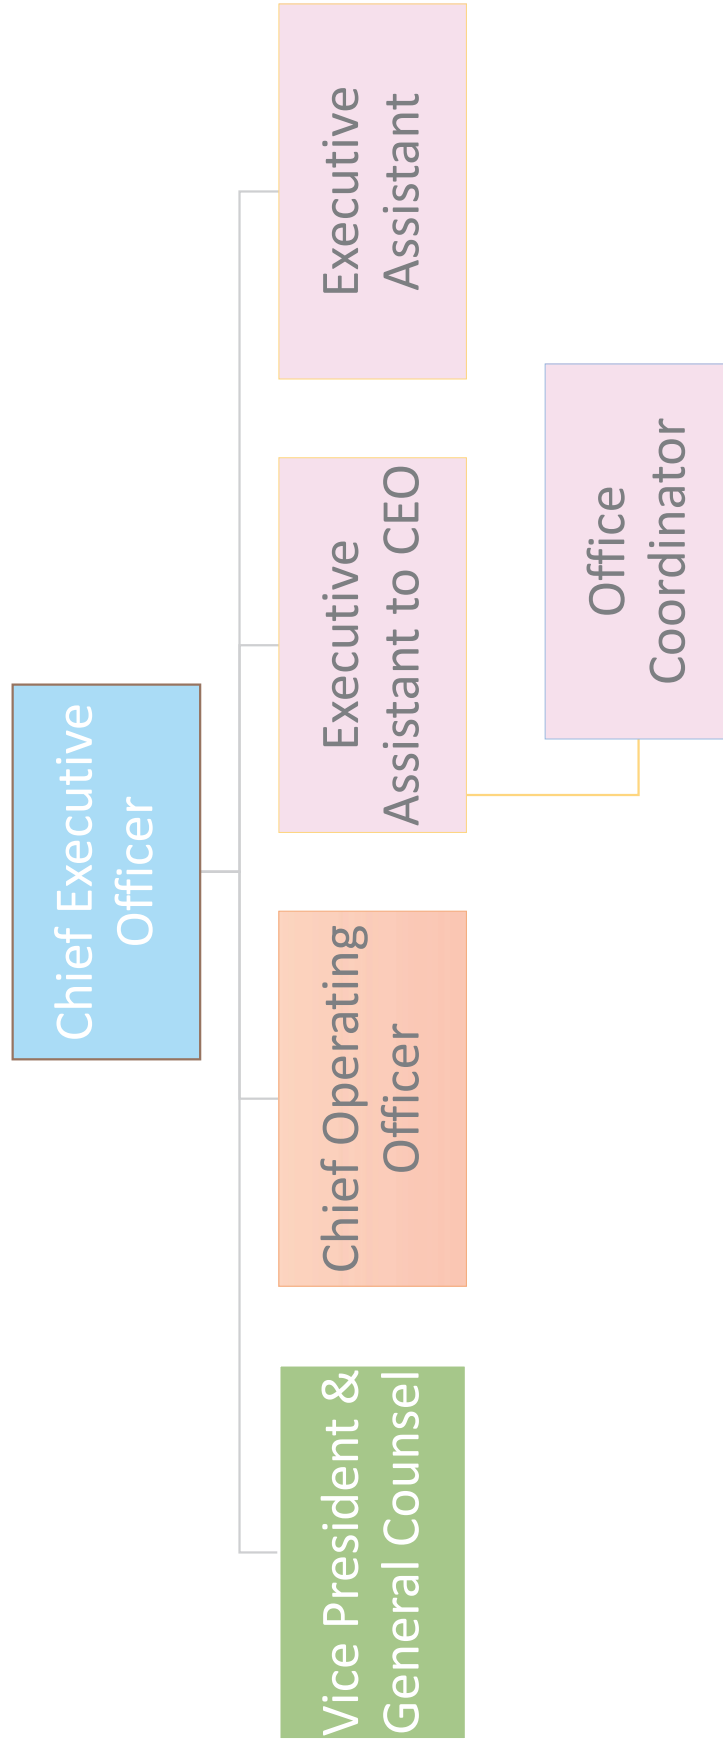 Chief Executive
Officer
Vice President &
General Counsel
Chief Operating
Officer
Executive
Assistant to CEO
Executive
Assistant
Office
Coordinator